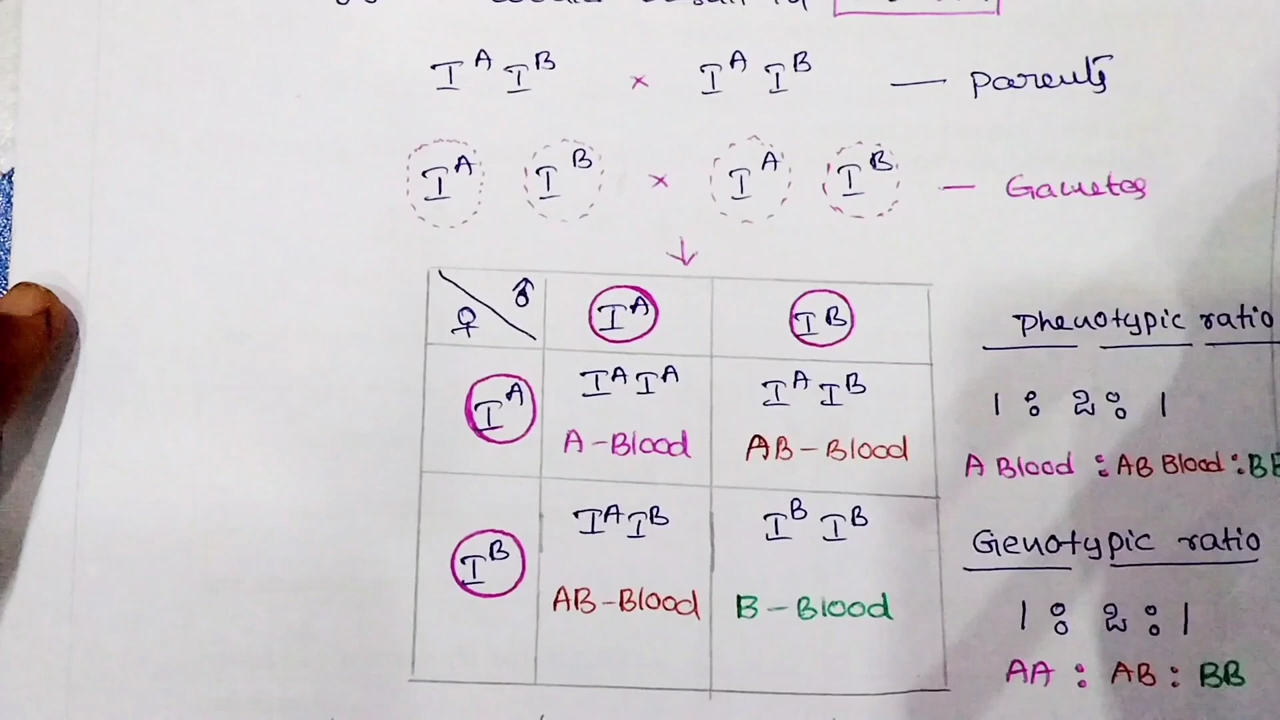 I^A I^B × I^A I^B — Parents
I^A I^B × I^A I^B — Gametes
↓
♀ ♂ I^A I^B
I^A I^A I^A I^A I^B
A-Blood AB-Blood
I^B I^A I^B I^B I^B
AB-Blood B-Blood
Phenotypic ratio
1 : 2 : 1
A Blood : AB Blood : B
Genotypic ratio
1 : 2 : 1
AA : AB : BB